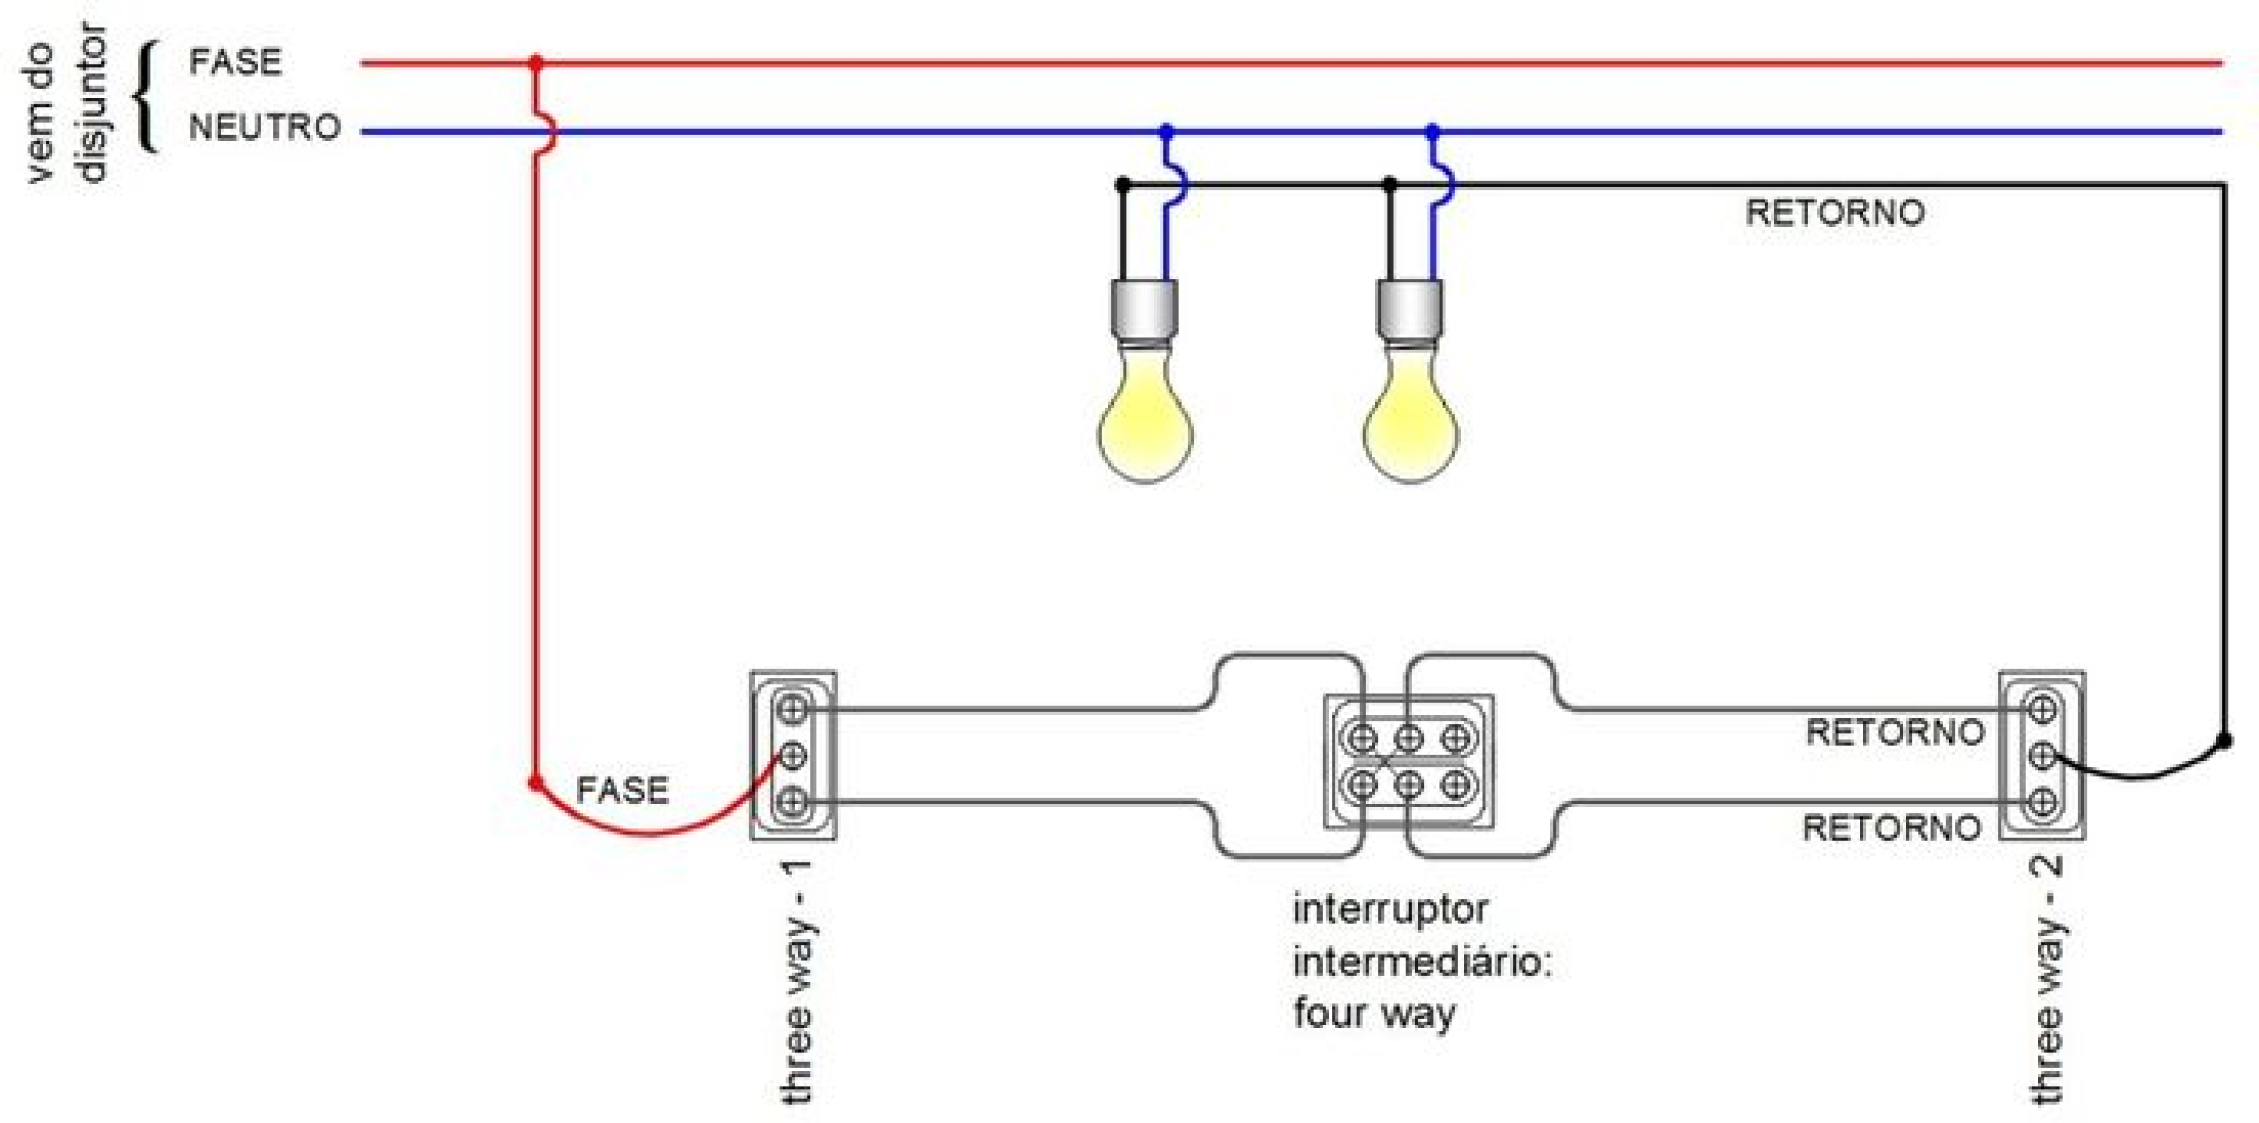 vem do
disjuntor
FASE
NEUTRO
RETORNO
FASE
RETORNO
RETORNO
three way - 1
interruptor
intermediário:
four way
three way - 2